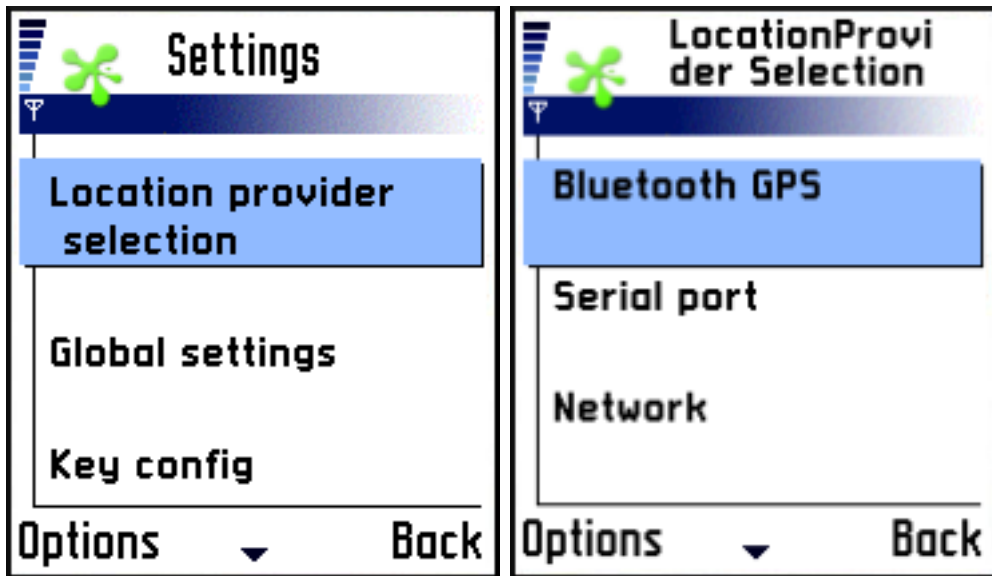 Settings
Location provider
selection
Global settings
Key config
Options
Back
LocationProvi
der Selection
Bluetooth GPS
Serial port
Network
Options
Back